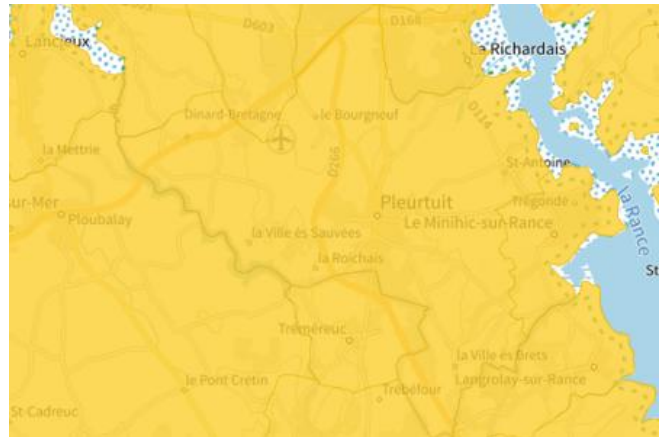 D603
D168
Lancieux
La Richardais
Dinard-Bretagne
le Bourgneuf
D114
la Mettrie
D266
St-Antoine
sur-Mer
Ploubalay
Pleurtuit
Trégondé
Le Minihic-sur-Rance
la Rance
la Ville ès Sauvées
la Roichais
St
Tréméreuc
la Ville ès Brets
le Pont Cretin
Langrolay-sur-Rance
Trébéfour
St-Cadreuc